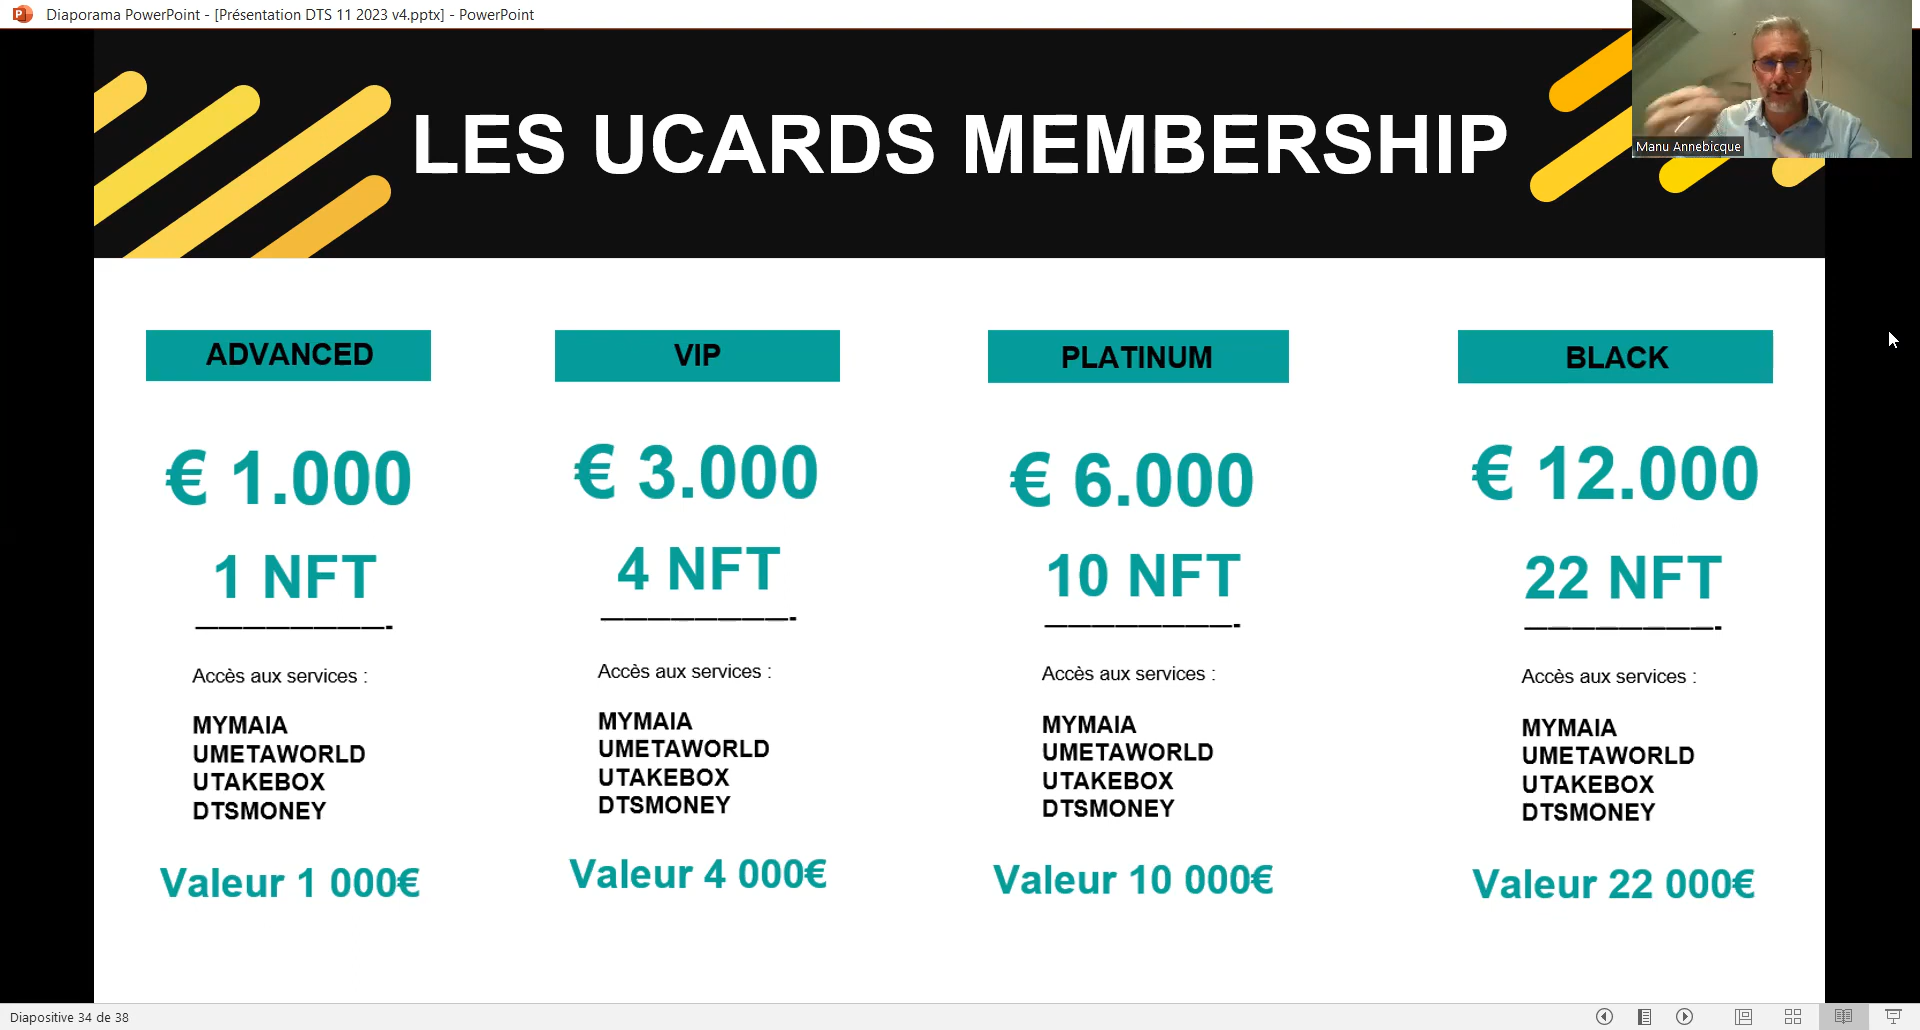 Diaporama PowerPoint - [Présentation DTS 11 2023 v4.pptx] - PowerPoint
Manu Annebicque
LES UCARDS MEMBERSHIP
ADVANCED
€ 1.000
1 NFT
Accès aux services :
MYMAIA
UMETAWORLD
UTAKEBOX
DTSMONEY
Valeur 1 000€
VIP
€ 3.000
4 NFT
Accès aux services :
MYMAIA
UMETAWORLD
UTAKEBOX
DTSMONEY
Valeur 4 000€
PLATINUM
€ 6.000
10 NFT
Accès aux services :
MYMAIA
UMETAWORLD
UTAKEBOX
DTSMONEY
Valeur 10 000€
BLACK
€ 12.000
22 NFT
Accès aux services :
MYMAIA
UMETAWORLD
UTAKEBOX
DTSMONEY
Valeur 22 000€
Diapositive 34 de 38